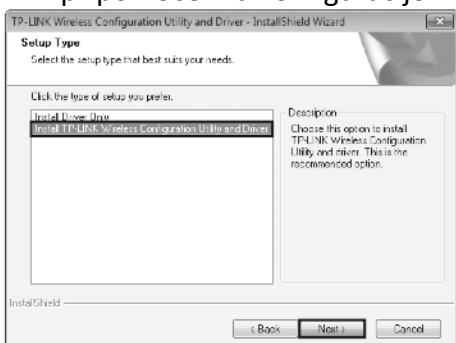 TP-LINK Wireless Configuration Utility and Driver - InstallShield Wizard
Setup Type
Select the setup type that best suits your needs.
Click the type of setup you prefer.
Install Driver Only
Install TP-LINK Wireless Configuration Utility and Driver
Description
Choose this option to install
TP-LINK Wireless Configuration
Utility and driver. This is the
recommended option.
InstallShield
< Back
Next >
Cancel